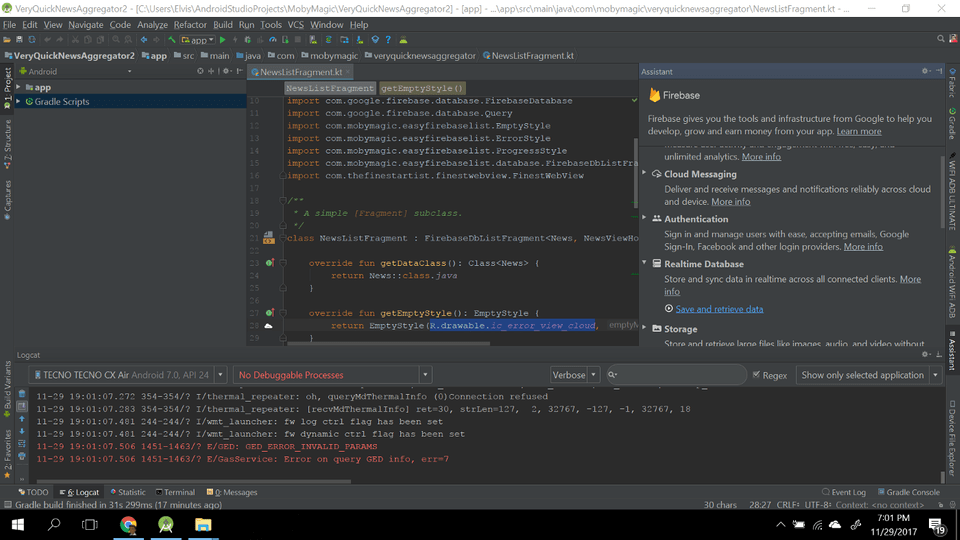 VeryQuickNewsAggregator2 - [C:\Users\Elvis\AndroidStudioProjects\MobyMagic\VeryQuickNewsAggregator2] - [app] - ...\app\src\main\java\com\mobymagic\veryquicknewsaggregator\NewsListFragment.kt -
File Edit View Navigate Code Analyze Refactor Build Run Tools VCS Window Help
app
VeryQuickNewsAggregator2 app src main java com mobymagic veryquicknewsaggregator NewsListFragment.kt
Android
app
Gradle Scripts
1: Project
7: Structure
Captures
Build Variants
2: Favorites
NewsListFragment.kt
NewsListFragment getEmptyStyle()
10 import com.google.firebase.database.FirebaseDatabase
11 import com.google.firebase.database.Query
12 import com.mobymagic.easyfirebaselist.EmptyStyle
13 import com.mobymagic.easyfirebaselist.ErrorStyle
14 import com.mobymagic.easyfirebaselist.ProgressStyle
15 import com.mobymagic.easyfirebaselist.database.FirebaseDbListFra
16 import com.thefinestartist.finestwebview.FinestWebView
17
18 /**
19 * A simple [Fragment] subclass.
20 */
21 class NewsListFragment : FirebaseDbListFragment<News, NewsViewHo
22
23 override fun getDataClass(): Class<News> {
24 return News::class.java
25 }
26
27 override fun getEmptyStyle(): EmptyStyle {
28 return EmptyStyle(R.drawable.ic_error_view_cloud, emptyM
29 }
Assistant
Firebase
Firebase gives you the tools and infrastructure from Google to help you
develop, grow and earn money from your app. Learn more
unlimited analytics. More info
Cloud Messaging
Deliver and receive messages and notifications reliably across cloud
and device. More info
Authentication
Sign in and manage users with ease, accepting emails, Google
Sign-In, Facebook and other login providers. More info
Realtime Database
Store and sync data in realtime across all connected clients. More
info
Save and retrieve data
Storage
Store and retrieve large files like images, audio, and video without
Fabric
Gradle
WIFI ADB ULTIMATE
Android WiFi ADB
Assistant
Device File Explorer
Logcat
TECNO TECNO CX Air Android 7.0, API 24 No Debuggable Processes Verbose Regex Show only selected application
11-29 19:01:07.272 354-354/? I/thermal_repeater: oh, queryMdThermalInfo (0)Connection refused
11-29 19:01:07.283 354-354/? I/thermal_repeater: [recvMdThermalInfo] ret=30, strLen=127, 2, 32767, -127, -1, 32767, 18
11-29 19:01:07.481 244-244/? I/wmt_launcher: fw log ctrl flag has been set
11-29 19:01:07.481 244-244/? I/wmt_launcher: fw dynamic ctrl flag has been set
11-29 19:01:07.506 1451-1463/? E/GED: GED_ERROR_INVALID_PARAMS
11-29 19:01:07.506 1451-1463/? E/GasService: Error on query GED info, err=7
TODO 6: Logcat Statistic Terminal 0: Messages Event Log Gradle Console
Gradle build finished in 31s 299ms (17 minutes ago) 30 chars 28:27 CRLF÷ UTF-8÷ Context: <no context>
7:01 PM
11/29/2017
19